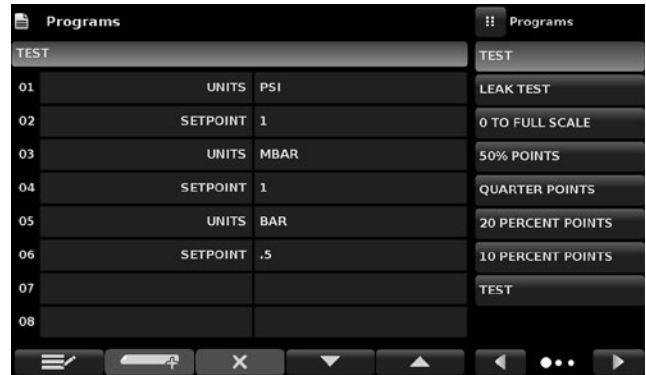 Programs
TEST
01 UNITS PSI
02 SETPOINT 1
03 UNITS MBAR
04 SETPOINT 1
05 UNITS BAR
06 SETPOINT .5
07
08
Programs
TEST
LEAK TEST
0 TO FULL SCALE
50% POINTS
QUARTER POINTS
20 PERCENT POINTS
10 PERCENT POINTS
TEST